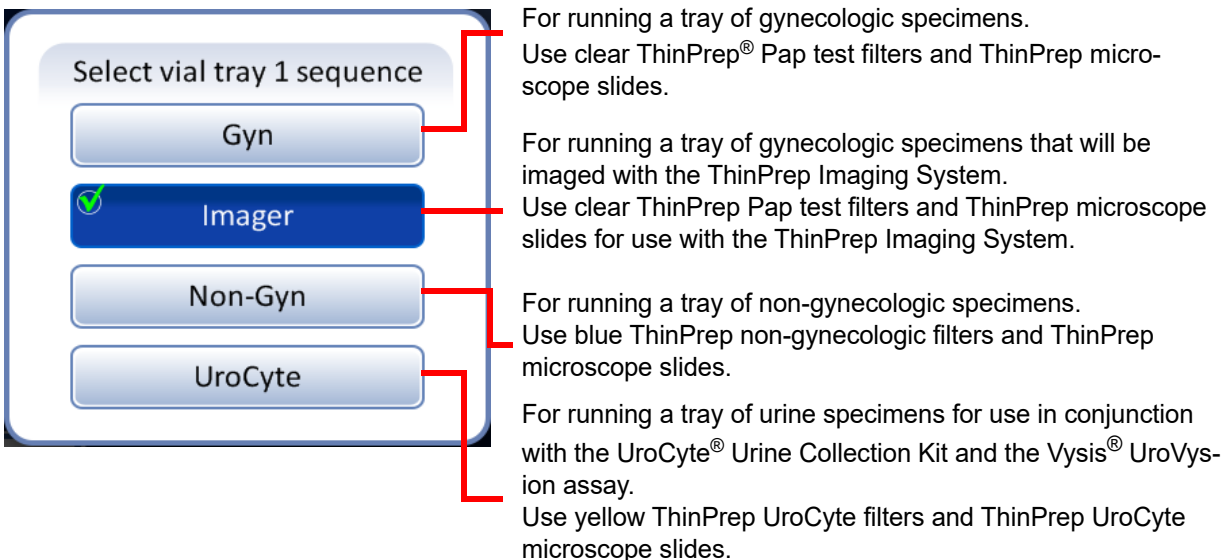 Select vial tray 1 sequence
Gyn
Imager
Non-Gyn
UroCyte
For running a tray of gynecologic specimens.
Use clear ThinPrep® Pap test filters and ThinPrep micro-
scope slides.
For running a tray of gynecologic specimens that will be
imaged with the ThinPrep Imaging System.
Use clear ThinPrep Pap test filters and ThinPrep microscope
slides for use with the ThinPrep Imaging System.
For running a tray of non-gynecologic specimens.
Use blue ThinPrep non-gynecologic filters and ThinPrep
microscope slides.
For running a tray of urine specimens for use in conjunction
with the UroCyte® Urine Collection Kit and the Vysis® UroVys-
ion assay.
Use yellow ThinPrep UroCyte filters and ThinPrep UroCyte
microscope slides.